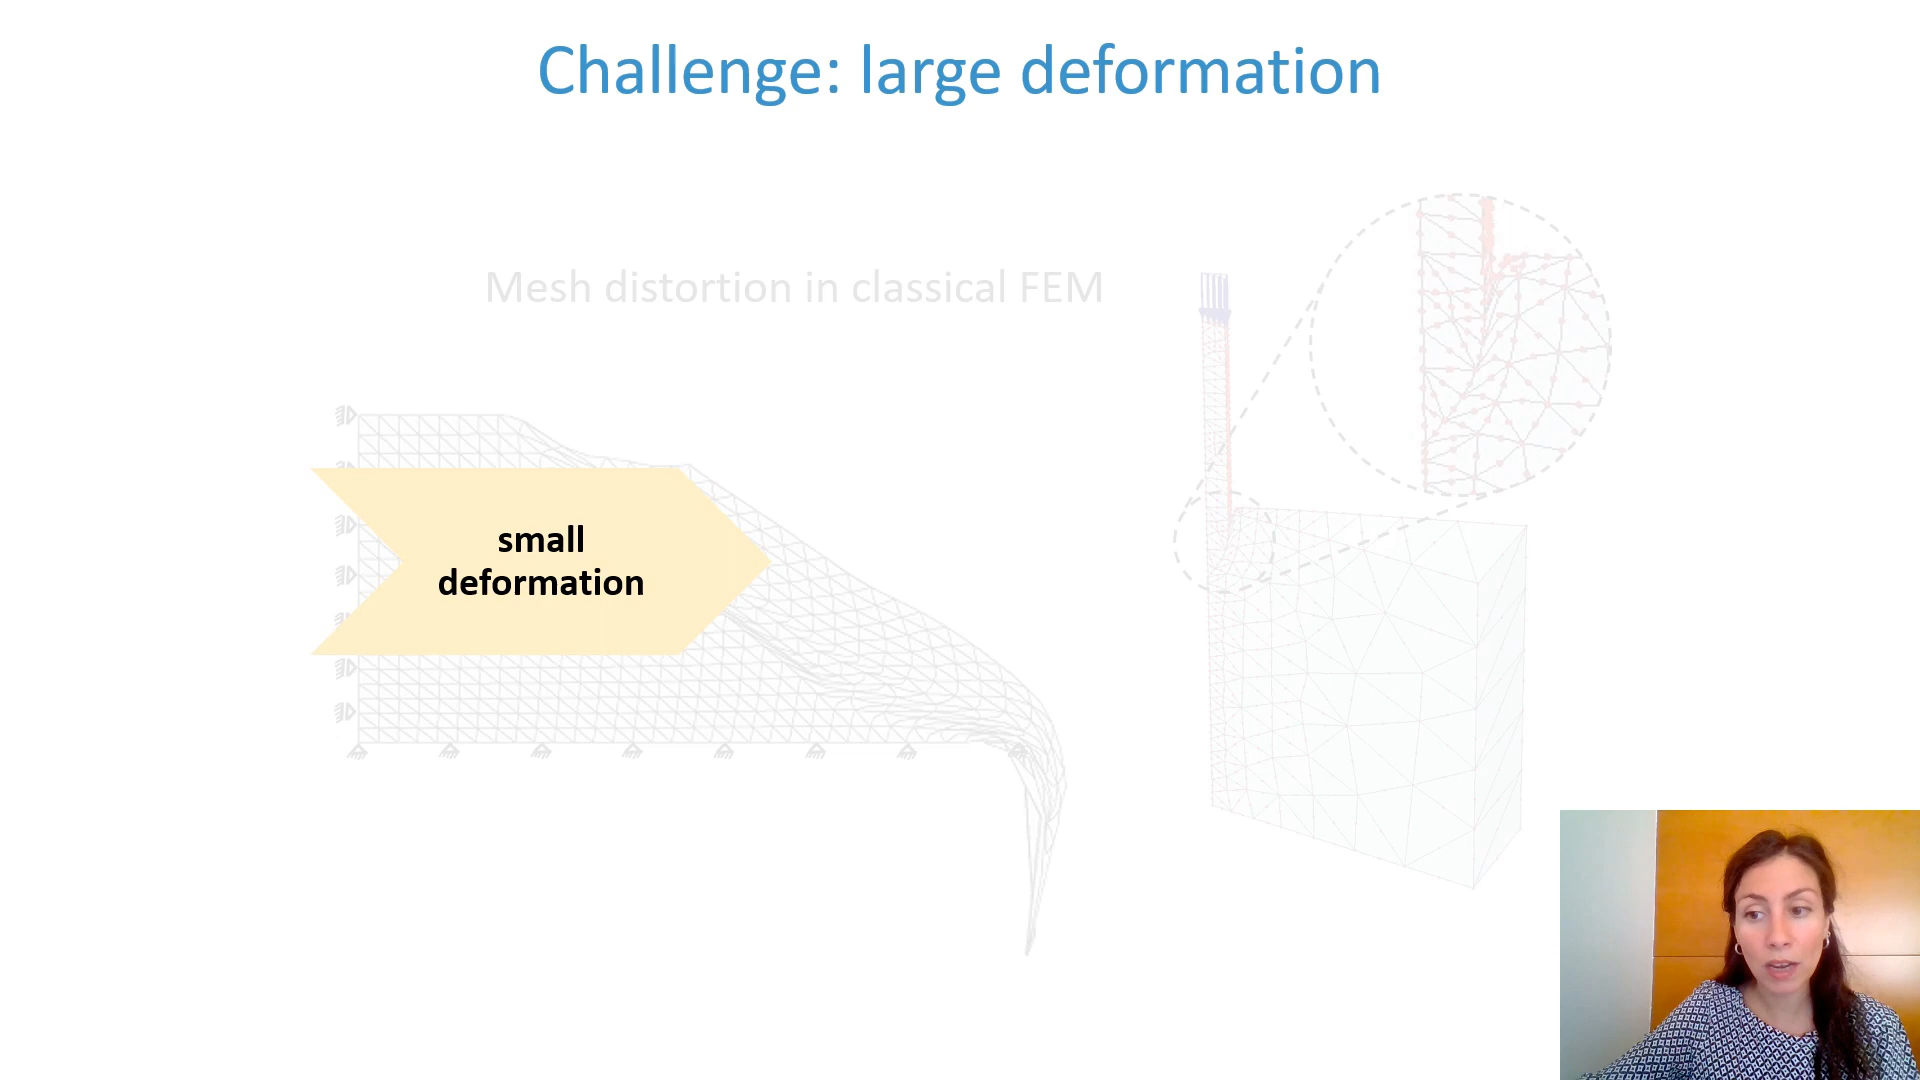 Challenge: large deformation
Mesh distortion in classical FEM
small
deformation